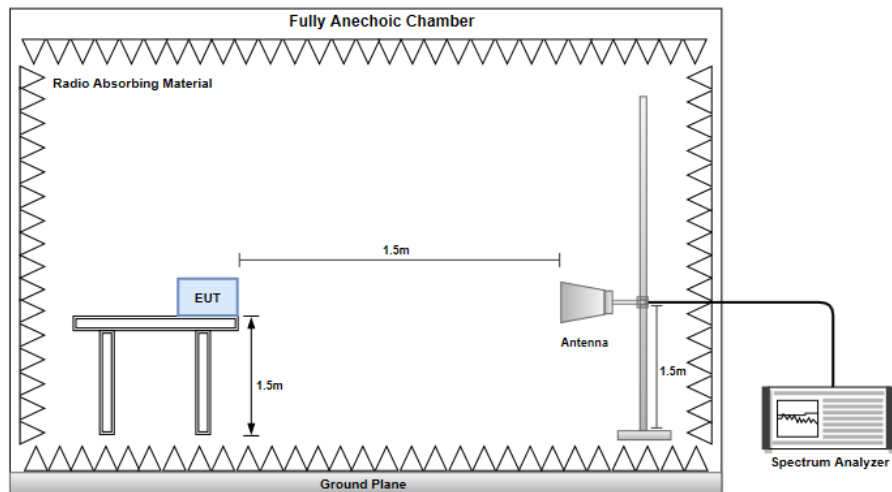 Fully Anechoic Chamber
Radio Absorbing Material
1.5m
EUT
Antenna
1.5m
1.5m
Spectrum Analyzer
Ground Plane